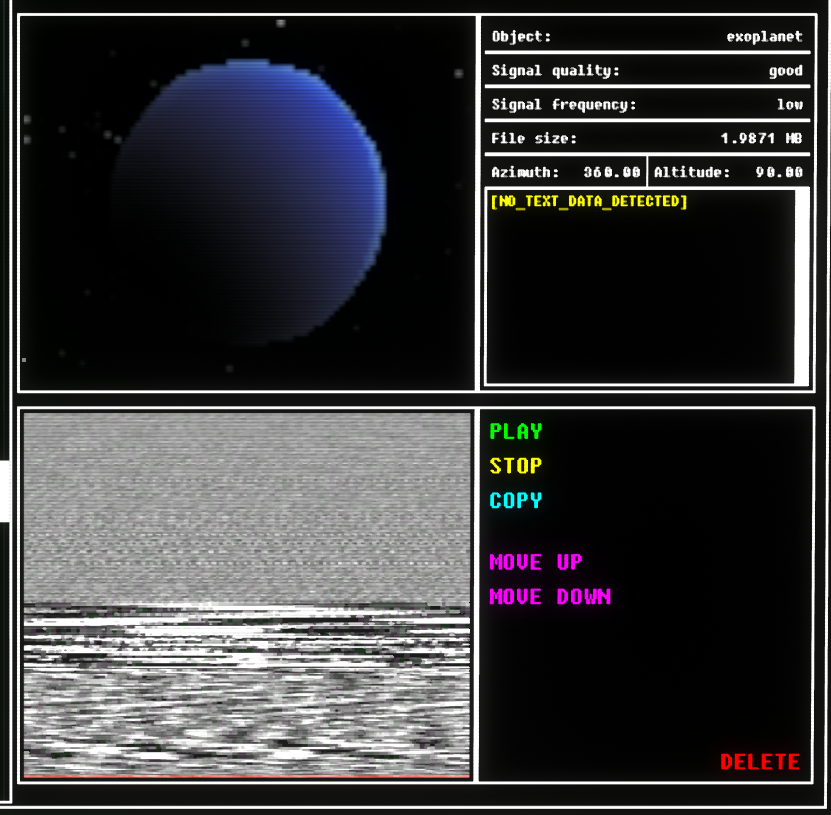 Object: exoplanet
Signal quality: good
Signal frequency: low
File size: 1.9871 MB
Azimuth: 360.00 Altitude: 90.00
[NO_TEXT_DATA_DETECTED]
PLAY
STOP
COPY
MOVE UP
MOVE DOWN
DELETE